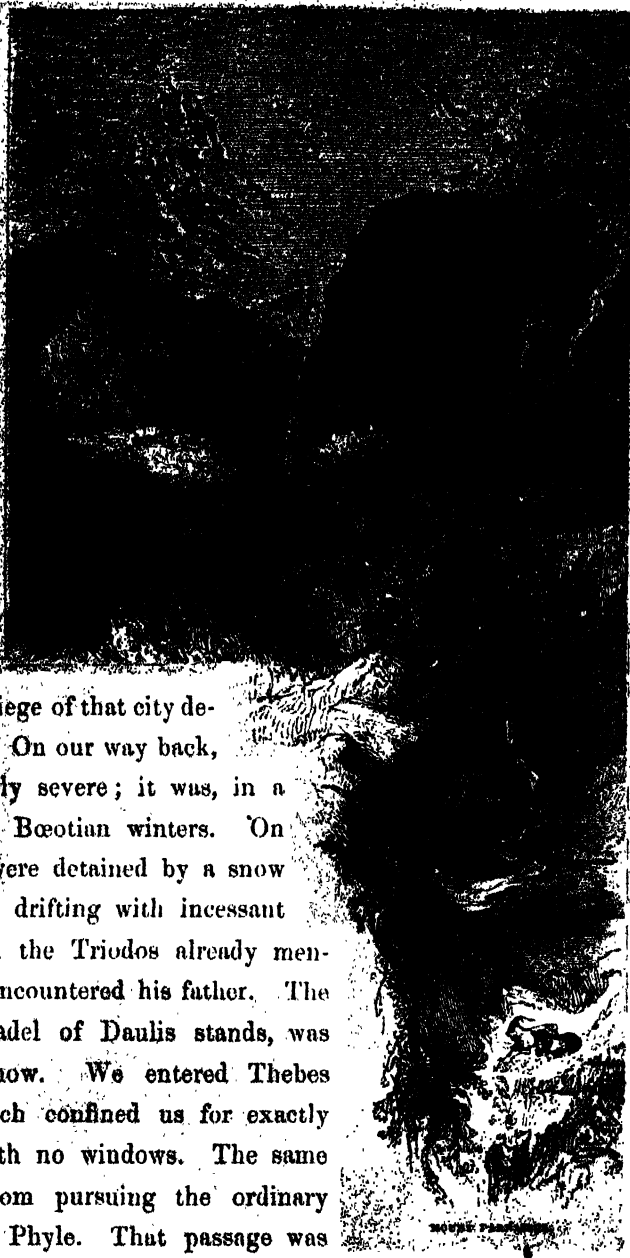 iege of that city de-
On our way back,
ly severe; it was, in a
Bœotian winters. On
ere detained by a snow
drifting with incessant
the Triodos already men-
ncountered his father. The
adel of Daulis stands, was
now. We entered Thebes
ch confined us for exactly
th no windows. The same
om pursuing the ordinary
Phyle. That passage was
MOUNT